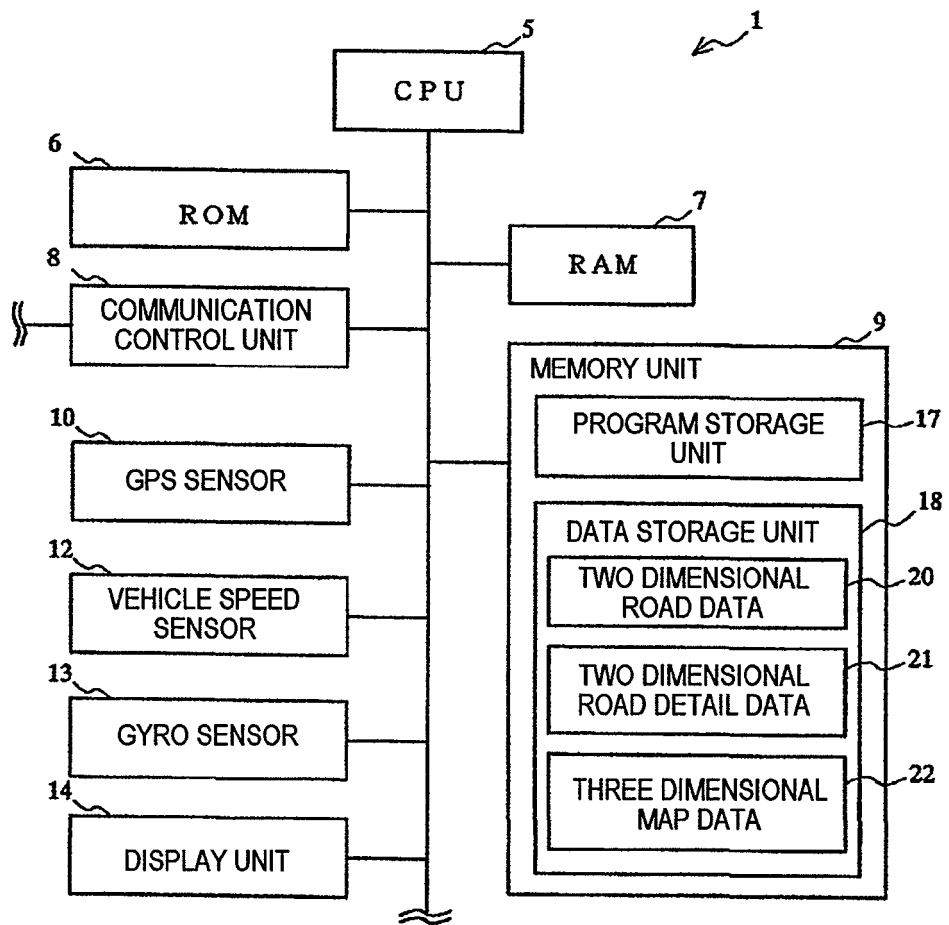 1
5
CPU
6
ROM
7
RAM
8
COMMUNICATION
CONTROL UNIT
9
MEMORY UNIT
17
PROGRAM STORAGE
UNIT
10
GPS SENSOR
18
DATA STORAGE UNIT
20
TWO DIMENSIONAL
ROAD DATA
12
VEHICLE SPEED
SENSOR
21
TWO DIMENSIONAL
ROAD DETAIL DATA
13
GYRO SENSOR
22
THREE DIMENSIONAL
MAP DATA
14
DISPLAY UNIT